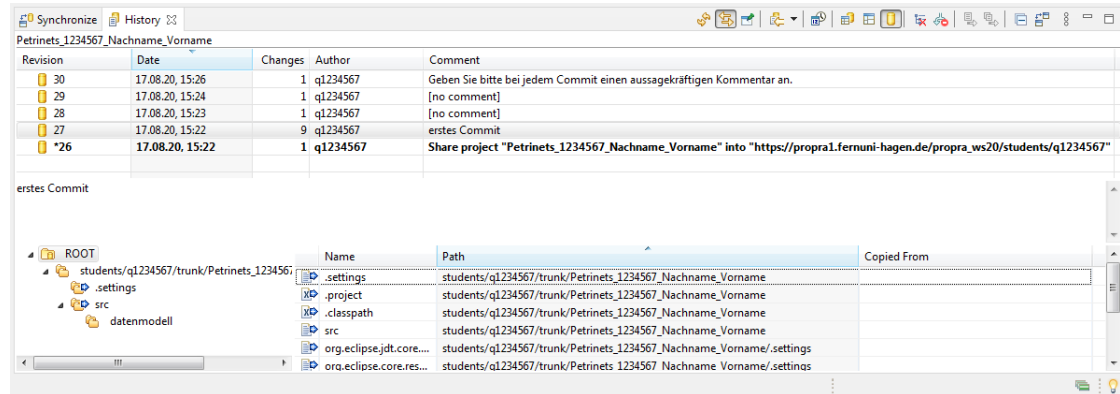 Synchronize History
Petrinets_1234567_Nachname_Vorname
Revision Date Changes Author Comment
30 17.08.20, 15:26 1 q1234567 Geben Sie bitte bei jedem Commit einen aussagekräftigen Kommentar an.
29 17.08.20, 15:24 1 q1234567 [no comment]
28 17.08.20, 15:23 1 q1234567 [no comment]
27 17.08.20, 15:22 9 q1234567 erstes Commit
*26 17.08.20, 15:22 1 q1234567 Share project "Petrinets_1234567_Nachname_Vorname" into "https://propra1.fernuni-hagen.de/propra_ws20/students/q1234567"
erstes Commit
ROOT
students/q1234567/trunk/Petrinets_1234567
.settings
src
datenmodell
Name Path Copied From
.settings students/q1234567/trunk/Petrinets_1234567_Nachname_Vorname
.project students/q1234567/trunk/Petrinets_1234567_Nachname_Vorname
.classpath students/q1234567/trunk/Petrinets_1234567_Nachname_Vorname
src students/q1234567/trunk/Petrinets_1234567_Nachname_Vorname
org.eclipse.jdt.core.... students/q1234567/trunk/Petrinets_1234567_Nachname_Vorname/.settings
org.eclipse.core.res... students/q1234567/trunk/Petrinets_1234567_Nachname_Vorname/.settings